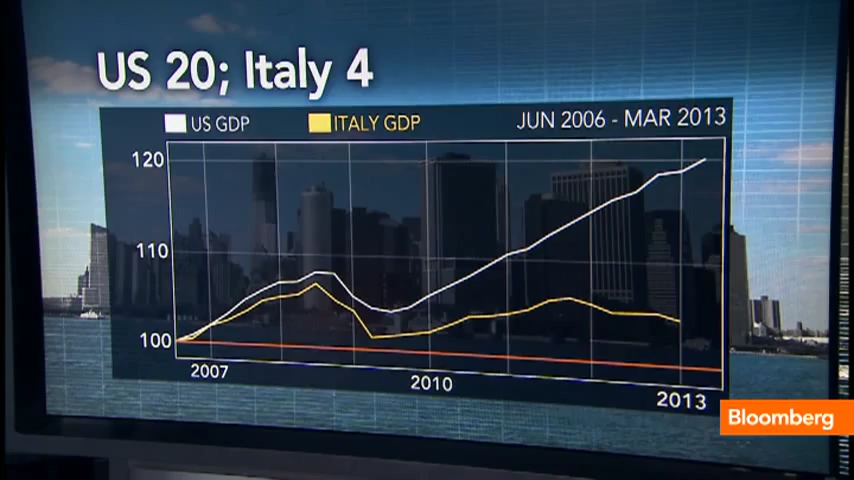 US 20; Italy 4
US GDP
ITALY GDP
JUN 2006 - MAR 2013
120
110
100
2007
2010
2013
Bloomberg